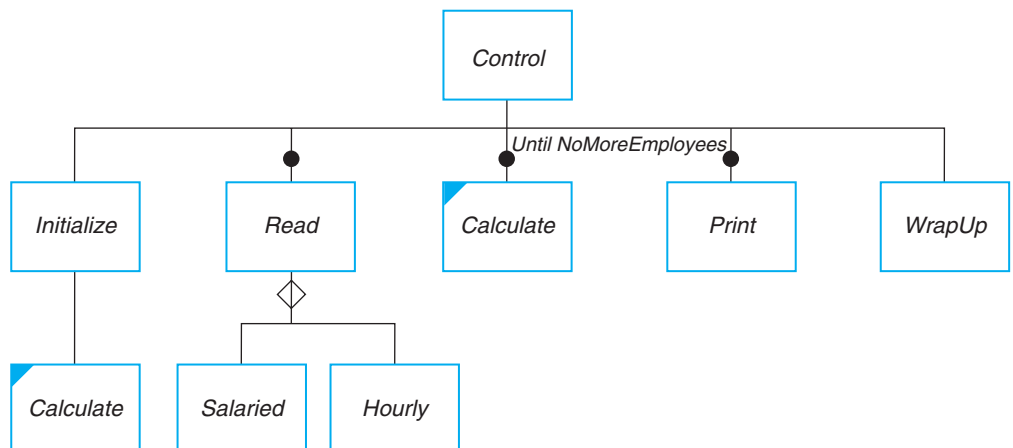 Control
Until NoMoreEmployees
Initialize
Read
Calculate
Print
WrapUp
Calculate
Salaried
Hourly